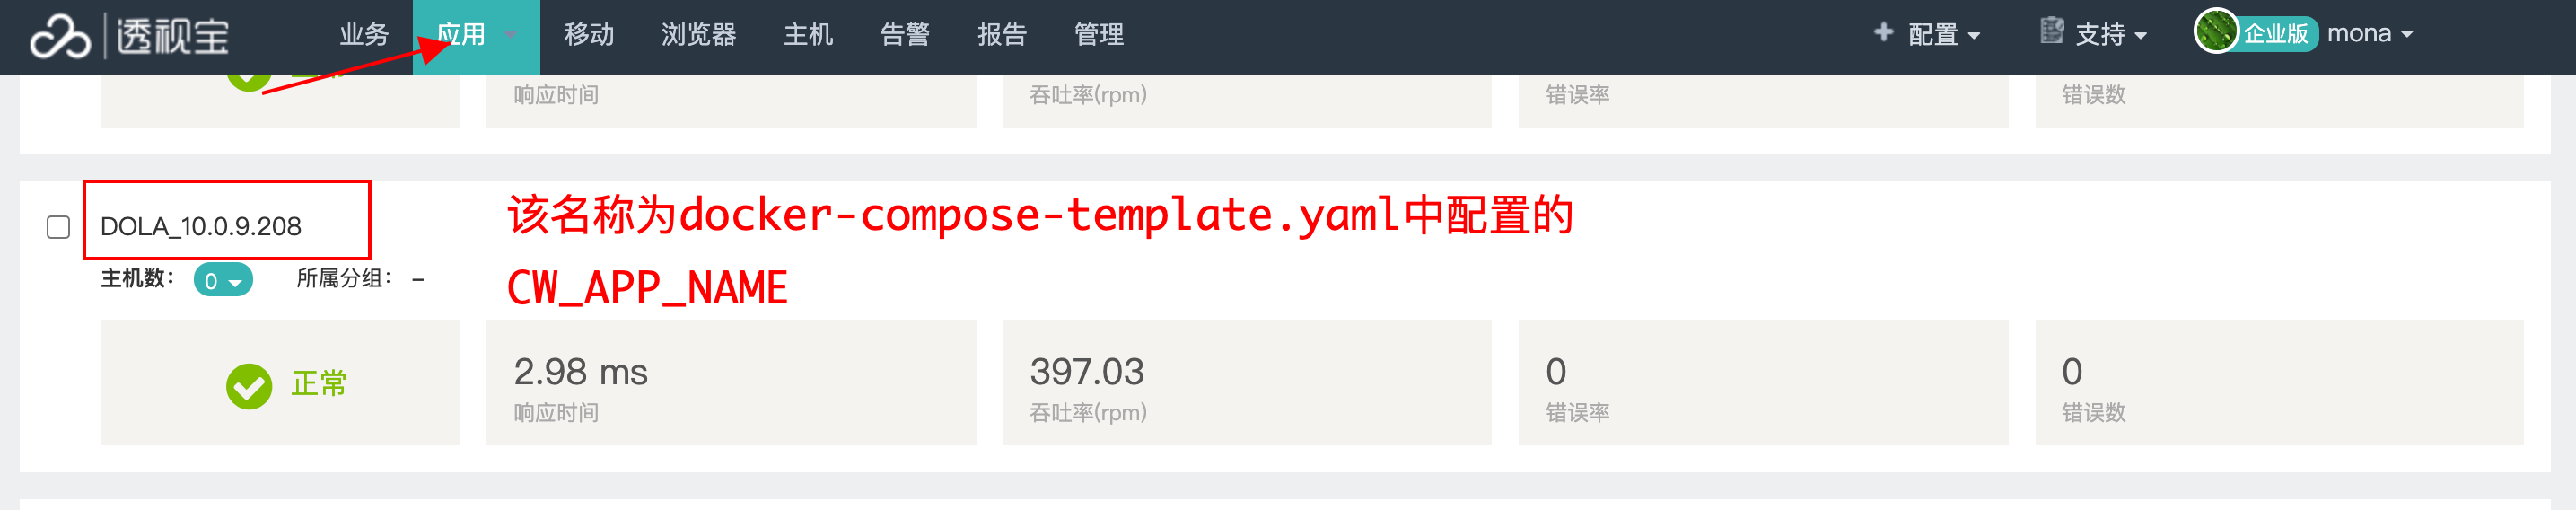 透视宝 业务 应用 移动 浏览器 主机 告警 报告 管理 配置 支持 企业版 mona
响应时间 吞吐率(rpm) 错误率 错误数
DOLA_10.0.9.208
该名称为docker-compose-template.yaml中配置的
主机数： 0 所属分组： –
CW_APP_NAME
正常 2.98 ms 397.03 0 0
响应时间 吞吐率(rpm) 错误率 错误数